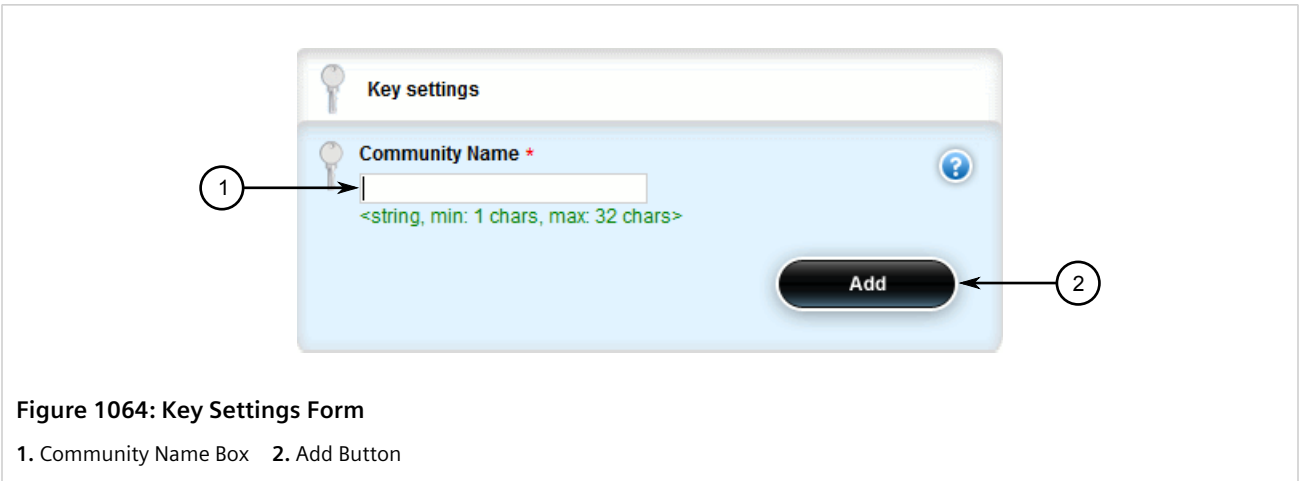 Key settings
Community Name *
?
1
<string, min: 1 chars, max: 32 chars>
Add
2
Figure 1064: Key Settings Form
1. Community Name Box 2. Add Button